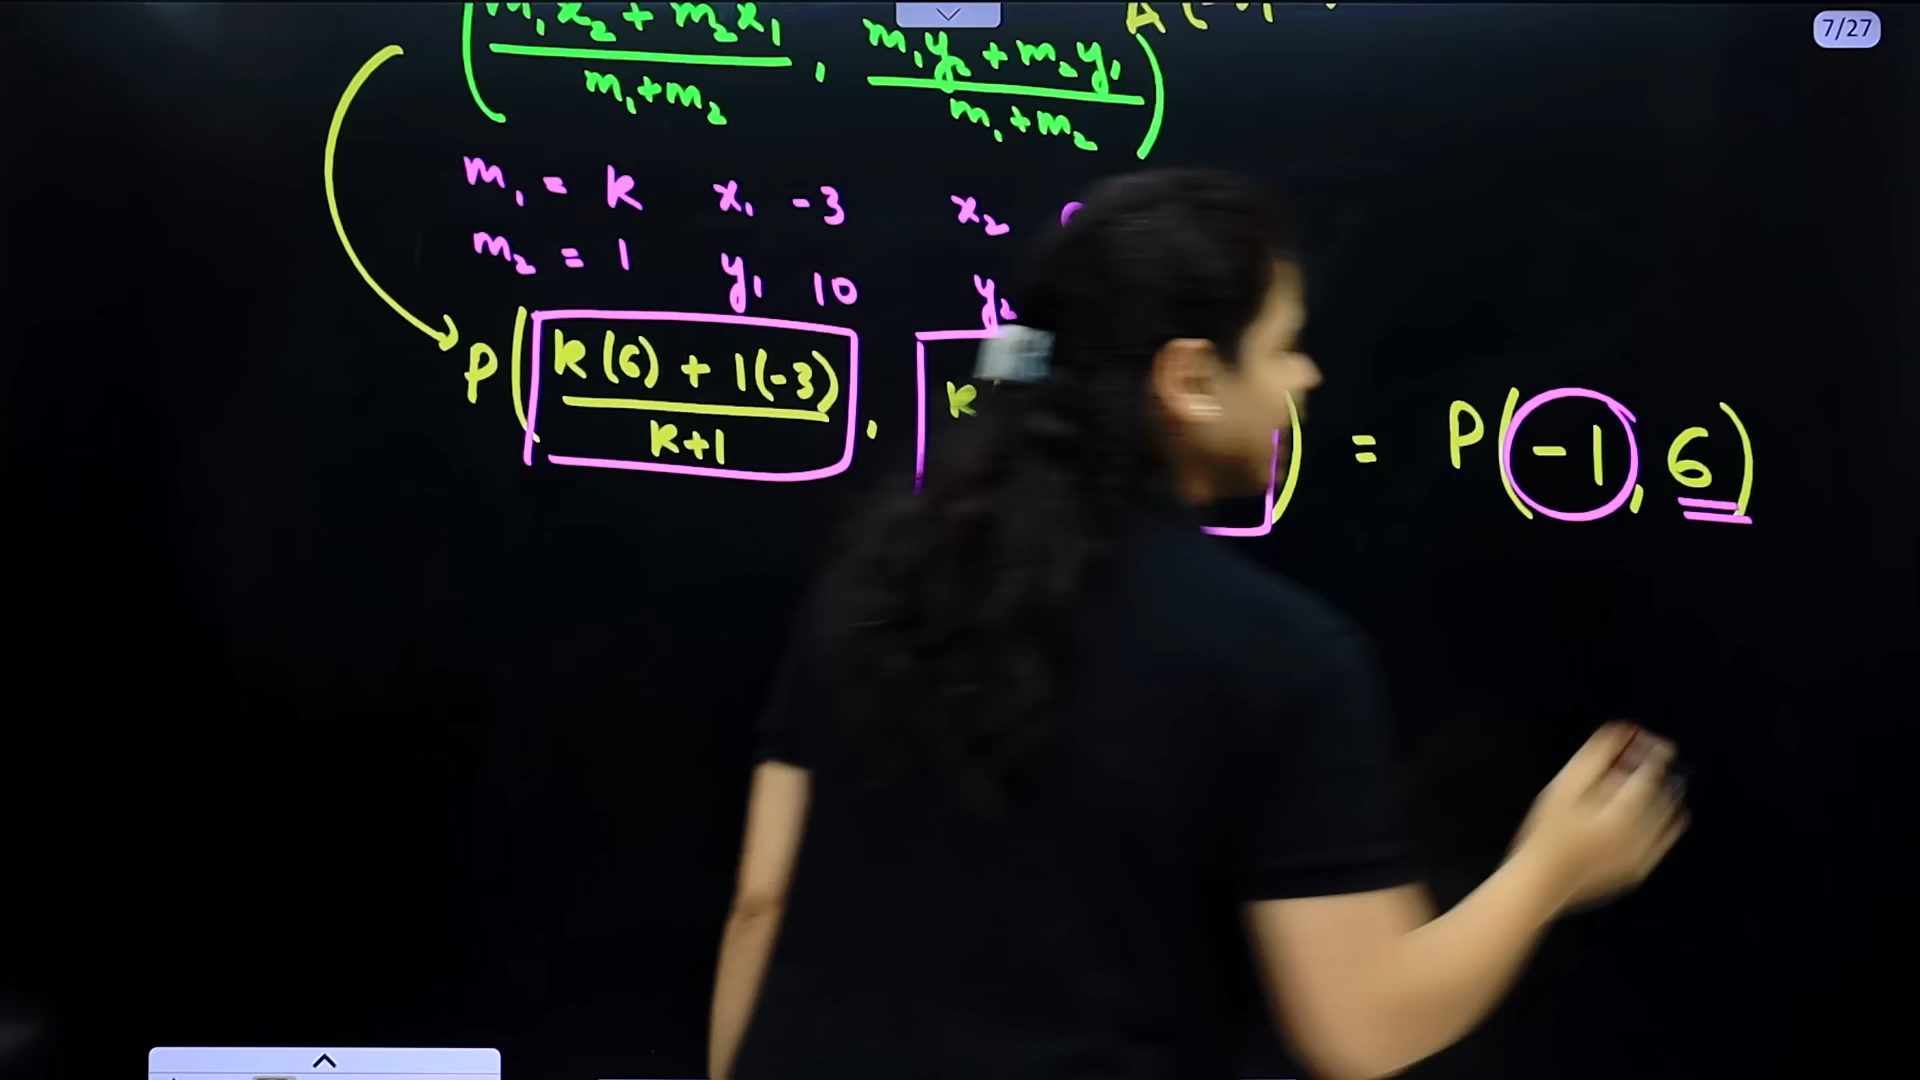 7/27
m₁x₂ + m₂x₁ / m₁+m₂ , m₁y₂ + m₂y₁ / m₁+m₂
m₁ = k x₁ -3 x₂
m₂ = 1 y₁ 10 y₂
P( k(6) + 1(-3) / k+1 , k ) = P(-1, 6)